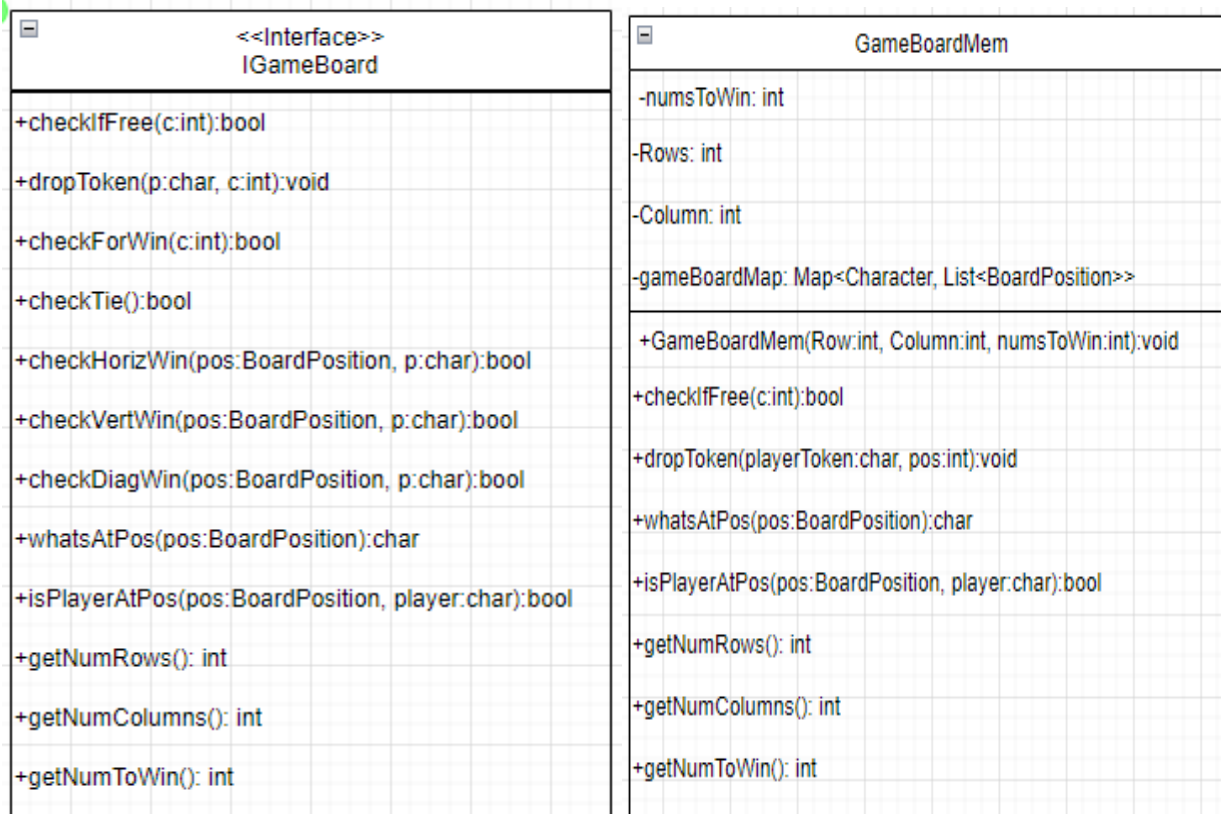 <<Interface>>
IGameBoard
+checkIfFree(c:int):bool
+dropToken(p:char, c:int):void
+checkForWin(c:int):bool
+checkTie():bool
+checkHorizWin(pos:BoardPosition, p:char):bool
+checkVertWin(pos:BoardPosition, p:char):bool
+checkDiagWin(pos:BoardPosition, p:char):bool
+whatsAtPos(pos:BoardPosition):char
+isPlayerAtPos(pos:BoardPosition, player:char):bool
+getNumRows(): int
+getNumColumns(): int
+getNumToWin(): int
GameBoardMem
-numsToWin: int
-Rows: int
-Column: int
-gameBoardMap: Map<Character, List<BoardPosition>>
+GameBoardMem(Row:int, Column:int, numsToWin:int):void
+checkIfFree(c:int):bool
+dropToken(playerToken:char, pos:int):void
+whatsAtPos(pos:BoardPosition):char
+isPlayerAtPos(pos:BoardPosition, player:char):bool
+getNumRows(): int
+getNumColumns(): int
+getNumToWin(): int